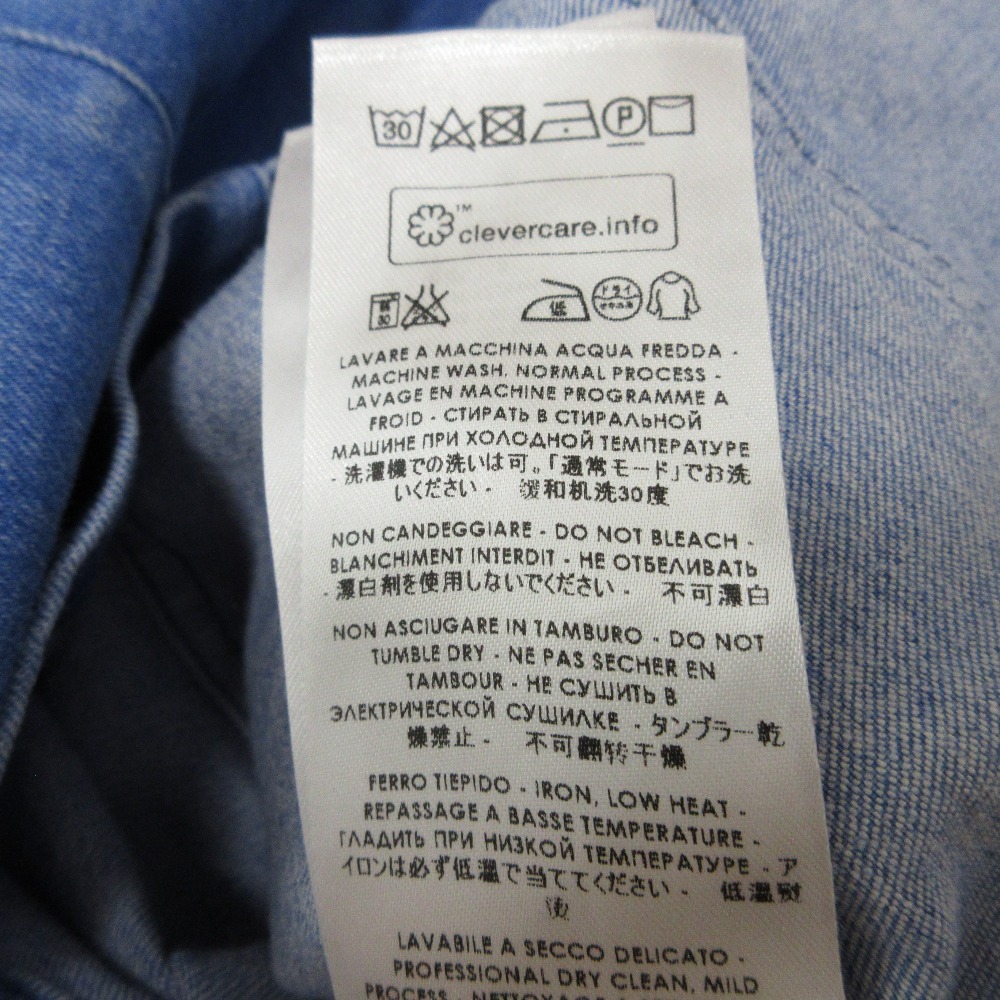 30 P
™
clevercare.info
30 低 ドライ
LAVARE A MACCHINA ACQUA FREDDA -
MACHINE WASH, NORMAL PROCESS -
LAVAGE EN MACHINE PROGRAMME A
FROID - СТИРАТЬ В СТИРАЛЬНОЙ
МАШИНЕ ПРИ ХОЛОДНОЙ ТЕМПЕРАТУРЕ
- 洗濯機での洗いは可。「通常モード」でお洗
いください - 缓和机洗30度
NON CANDEGGIARE - DO NOT BLEACH -
BLANCHIMENT INTERDIT - НЕ ОТБЕЛИВАТЬ
- 漂白剤を使用しないでください - 不可漂白
NON ASCIUGARE IN TAMBURO - DO NOT
TUMBLE DRY - NE PAS SECHER EN
TAMBOUR - НЕ СУШИТЬ В
ЭЛЕКТРИЧЕСКОЙ СУШИЛКЕ - タンブラー乾
燥禁止 - 不可翻转干燥
FERRO TIEPIDO - IRON, LOW HEAT -
REPASSAGE A BASSE TEMPERATURE -
ГЛАДИТЬ ПРИ НИЗКОЙ ТЕМПЕРАТУРЕ - ア
イロンは必ず低温で当ててください - 低温熨
烫
LAVABILE A SECCO DELICATO -
PROFESSIONAL DRY CLEAN, MILD
PROCESS - NETTOYAGE